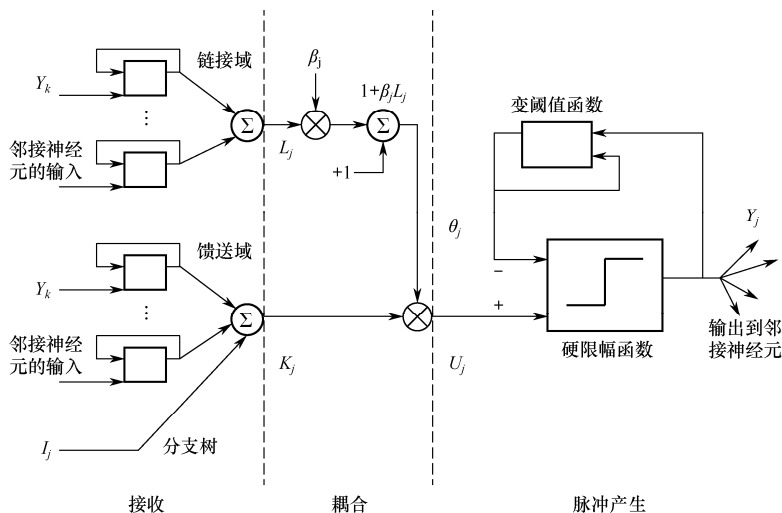 链接域
Y_k
⋮
邻接神经
元的输入
Σ
L_j
β_j
1+β_jL_j
Σ
+1
馈送域
Y_k
⋮
邻接神经
元的输入
Σ
K_j
I_j
分支树
变阈值函数
θ_j
−
+
U_j
硬限幅函数
Y_j
输出到邻
接神经元
接收
耦合
脉冲产生